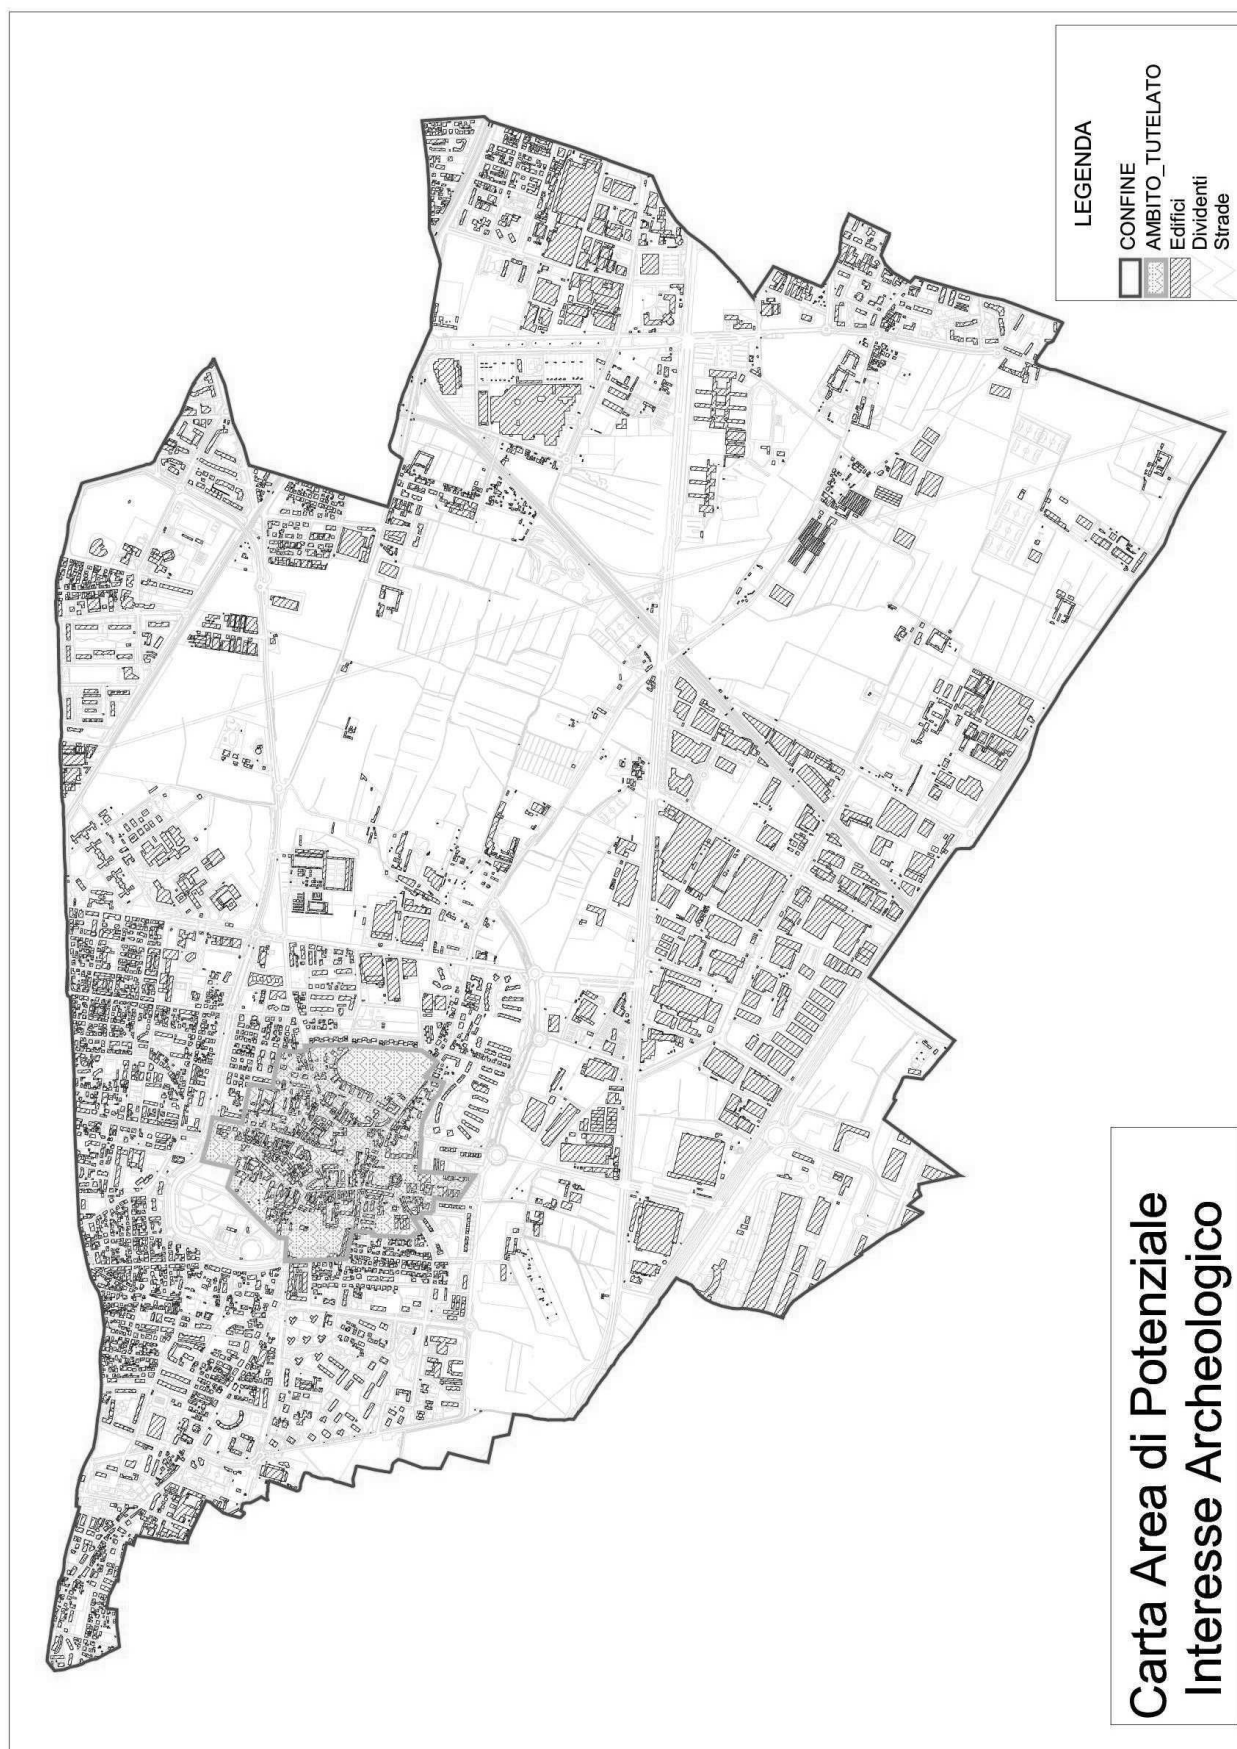 Carta Area di Potenziale
Interesse Archeologico
LEGENDA
CONFINE
AMBITO_TUTELATO
Edifici
Dividenti
Strade